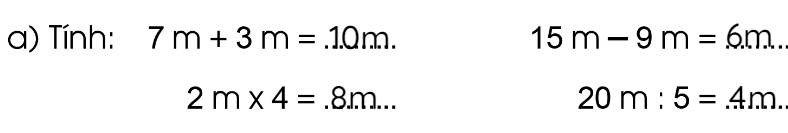 a) Tính: 7 m + 3 m = .10m. 15 m – 9 m = .6m...
2 m x 4 = .8m... 20 m : 5 = .4m...